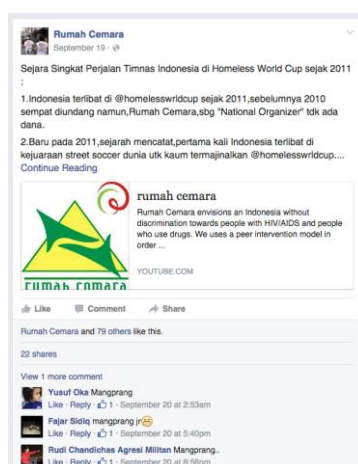 Rumah Cemara
September 19 ·
Sejara Singkat Perjalan Timnas Indonesia di Homeless World Cup sejak 2011
:
1.Indonesia terlibat di @homelesswrldcup sejak 2011,sebelumnya 2010
sempat diundang namun,Rumah Cemara,sbg "National Organizer" tdk ada
dana.
2.Baru pada 2011,sejarah mencatat,pertama kali Indonesia terlibat di
kejuaraan street soccer dunia utk kaum termajinalkan @homelesswrldcup....
Continue Reading
rumah cemara
rumah cemara
Rumah Cemara envisions an Indonesia without
discrimination towards people with HIV/AIDS and people
who use drugs. We uses a peer intervention model in
order ...
YOUTUBE.COM
Like Comment Share
Rumah Cemara and 79 others like this.
22 shares
View 1 more comment
Yusuf Oka Mangprang
Like · Reply · 1 · September 20 at 2:53am
Fajar Sidiq mangprang jr😄
Like · Reply · 1 · September 20 at 5:40pm
Rudi Chandichas Agresi Militan Mangprang..
Like · Reply · 1 · September 20 at 8:56pm